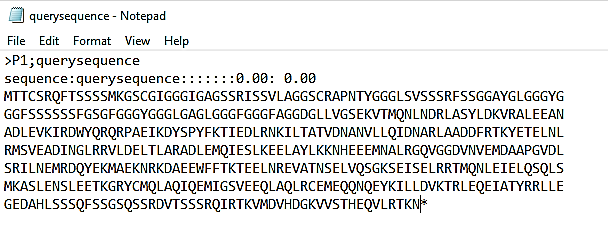 querysequence - Notepad
File Edit Format View Help
>P1;querysequence
sequence:querysequence:::::::0.00: 0.00
MTTCSRQFTSSSSMKGSCGIGGGIGAGSSRISSVLAGGSCRAPNTYGGGLSVSSSRFSSGGAYGLGGGYG
GGFSSSSSSFGSGFGGGYGGGLGAGLGGGFGGGFAGGDGLLVGSEKVTMQNLNDRLASYLDKVRALEEAN
ADLEVKIRDWYQRQRPAEIKDYSPYFKTIEDLRNKILTATVDNANVLLQIDNARLAADDFRTKYETELNL
RMSVEADINGLRRVLDELTLARADLEMQIESLKEELAYLKKNHEEEMNALRGQVGGDVNVEMDAAPGVDL
SRILNEMRDQYEKMAEKNRKDAEEWFFTKTEELNREVATNSELVQSGKSEISELRRTMQNLEIELQSQLS
MKASLENSLEETKGRYCMQLAQIQEMIGSVEEQLAQLRCEMEQQNQEYKILLDVKTRLEQEIATYRRLLE
GEDAHLSSSQFSSGSQSSRDVTSSSRQIRTKVMDVHDGKVVSTHEQVLRTKN*